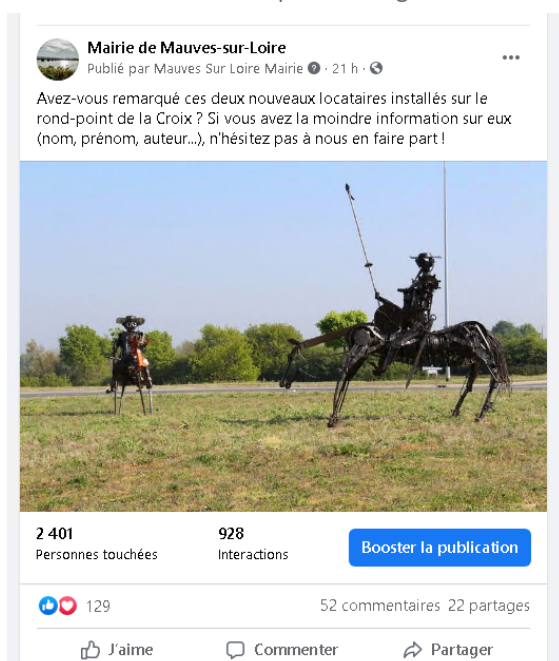 Mairie de Mauves-sur-Loire
Publié par Mauves Sur Loire Mairie · 21 h ·
Avez-vous remarqué ces deux nouveaux locataires installés sur le
rond-point de la Croix ? Si vous avez la moindre information sur eux
(nom, prénom, auteur...), n'hésitez pas à nous en faire part !
2 401
Personnes touchées
928
Interactions
Booster la publication
129
52 commentaires 22 partages
J'aime
Commenter
Partager